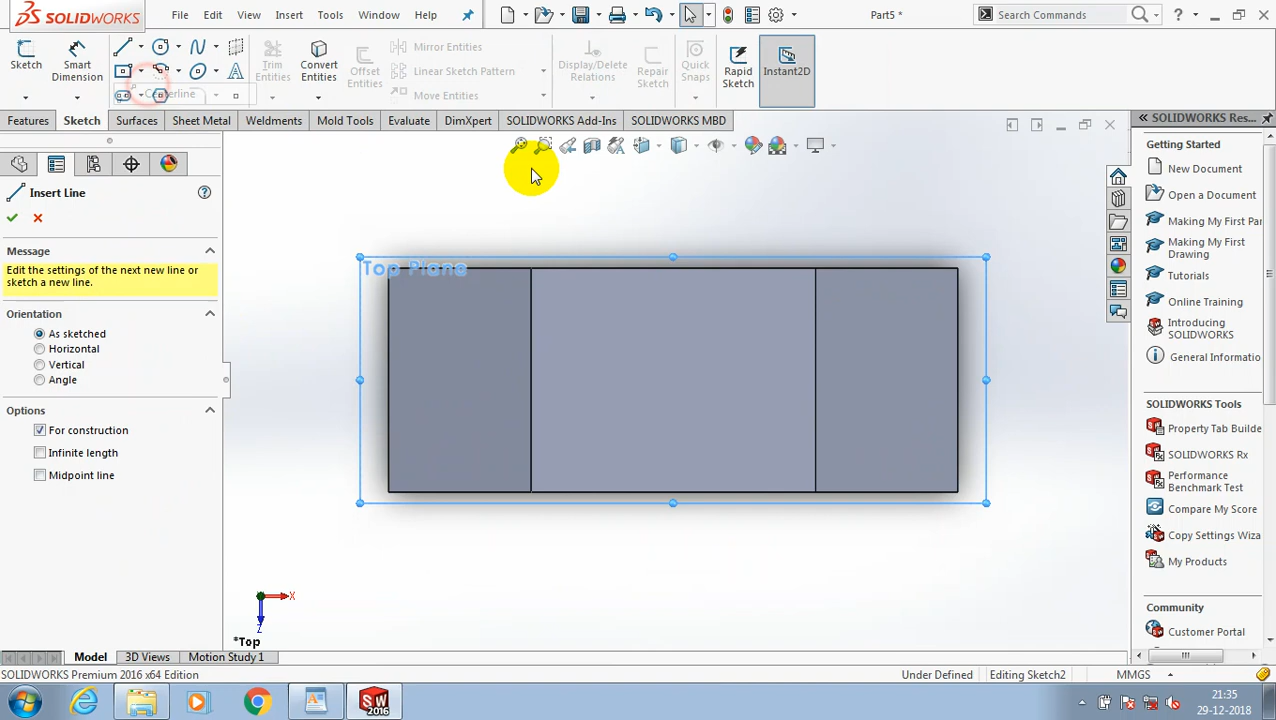 SOLIDWORKS
File
Edit
View
Insert
Tools
Window
Help
Part5 *
Search Commands
Sketch
Smart Dimension
Centerline
Trim Entities
Convert Entities
Offset Entities
Mirror Entities
Linear Sketch Pattern
Move Entities
Display/Delete Relations
Repair Sketch
Quick Snaps
Rapid Sketch
Instant2D
Features
Sketch
Surfaces
Sheet Metal
Weldments
Mold Tools
Evaluate
DimXpert
SOLIDWORKS Add-Ins
SOLIDWORKS MBD
Insert Line
Message
Edit the settings of the next new line or
sketch a new line.
Orientation
As sketched
Horizontal
Vertical
Angle
Options
For construction
Infinite length
Midpoint line
Top Plane
X
Z
*Top
SOLIDWORKS Res...
Getting Started
New Document
Open a Document
Making My First Par
Making My First
Drawing
Tutorials
Online Training
Introducing
SOLIDWORKS
General Informatio
SOLIDWORKS Tools
Property Tab Builde
SOLIDWORKS Rx
Performance
Benchmark Test
Compare My Score
Copy Settings Wiza
My Products
Community
Customer Portal
Model
3D Views
Motion Study 1
SOLIDWORKS Premium 2016 x64 Edition
Under Defined
Editing Sketch2
MMGS
SW
2016
21:35
29-12-2018